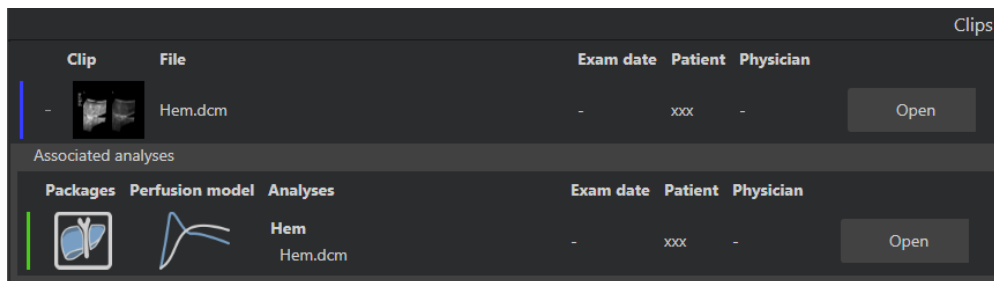 Clips
Clip File Exam date Patient Physician
- Hem.dcm - xxx - Open
Associated analyses
Packages Perfusion model Analyses Exam date Patient Physician
Hem
Hem.dcm - xxx - Open